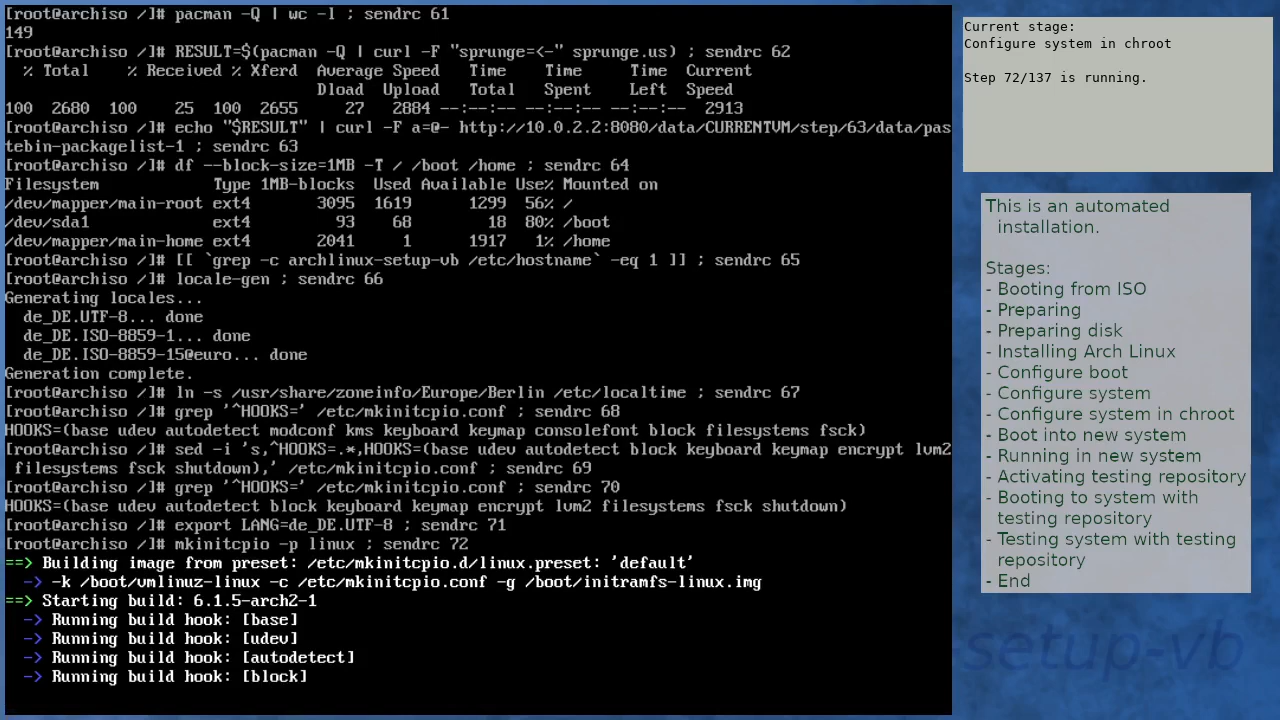 [root@archiso /]# pacman -Q | wc -l ; sendrc 61
149
[root@archiso /]# RESULT=$(pacman -Q | curl -F "sprunge=<-" sprunge.us) ; sendrc 62
  % Total    % Received % Xferd  Average Speed   Time    Time     Time  Current
                                 Dload  Upload   Total   Spent    Left  Speed
100  2680  100    25  100  2655     27   2884 --:--:-- --:--:-- --:--:--  2913
[root@archiso /]# echo "$RESULT" | curl -F a=@- http://10.0.2.2:8080/data/CURRENTVM/step/63/data/pas
tebin-packagelist-1 ; sendrc 63
[root@archiso /]# df --block-size=1MB -T / /boot /home ; sendrc 64
Filesystem            Type 1MB-blocks  Used Available Use% Mounted on
/dev/mapper/main-root ext4       3095  1619      1299  56% /
/dev/sda1             ext4         93    68        18  80% /boot
/dev/mapper/main-home ext4       2041     1      1917   1% /home
[root@archiso /]# [[ `grep -c archlinux-setup-vb /etc/hostname` -eq 1 ]] ; sendrc 65
[root@archiso /]# locale-gen ; sendrc 66
Generating locales...
  de_DE.UTF-8... done
  de_DE.ISO-8859-1... done
  de_DE.ISO-8859-15@euro... done
Generation complete.
[root@archiso /]# ln -s /usr/share/zoneinfo/Europe/Berlin /etc/localtime ; sendrc 67
[root@archiso /]# grep '^HOOKS=' /etc/mkinitcpio.conf ; sendrc 68
HOOKS=(base udev autodetect modconf kms keyboard keymap consolefont block filesystems fsck)
[root@archiso /]# sed -i 's,^HOOKS=.*,HOOKS=(base udev autodetect block keyboard keymap encrypt lvm2
 filesystems fsck shutdown),' /etc/mkinitcpio.conf ; sendrc 69
[root@archiso /]# grep '^HOOKS=' /etc/mkinitcpio.conf ; sendrc 70
HOOKS=(base udev autodetect block keyboard keymap encrypt lvm2 filesystems fsck shutdown)
[root@archiso /]# export LANG=de_DE.UTF-8 ; sendrc 71
[root@archiso /]# mkinitcpio -p linux ; sendrc 72
==> Building image from preset: /etc/mkinitcpio.d/linux.preset: 'default'
  -> -k /boot/vmlinuz-linux -c /etc/mkinitcpio.conf -g /boot/initramfs-linux.img
==> Starting build: 6.1.5-arch2-1
  -> Running build hook: [base]
  -> Running build hook: [udev]
  -> Running build hook: [autodetect]
  -> Running build hook: [block]
Current stage:
Configure system in chroot
Step 72/137 is running.
This is an automated
installation.
Stages:
- Booting from ISO
- Preparing
- Preparing disk
- Installing Arch Linux
- Configure boot
- Configure system
- Configure system in chroot
- Boot into new system
- Running in new system
- Activating testing repository
- Booting to system with
testing repository
- Testing system with testing
repository
- End
setup-vb